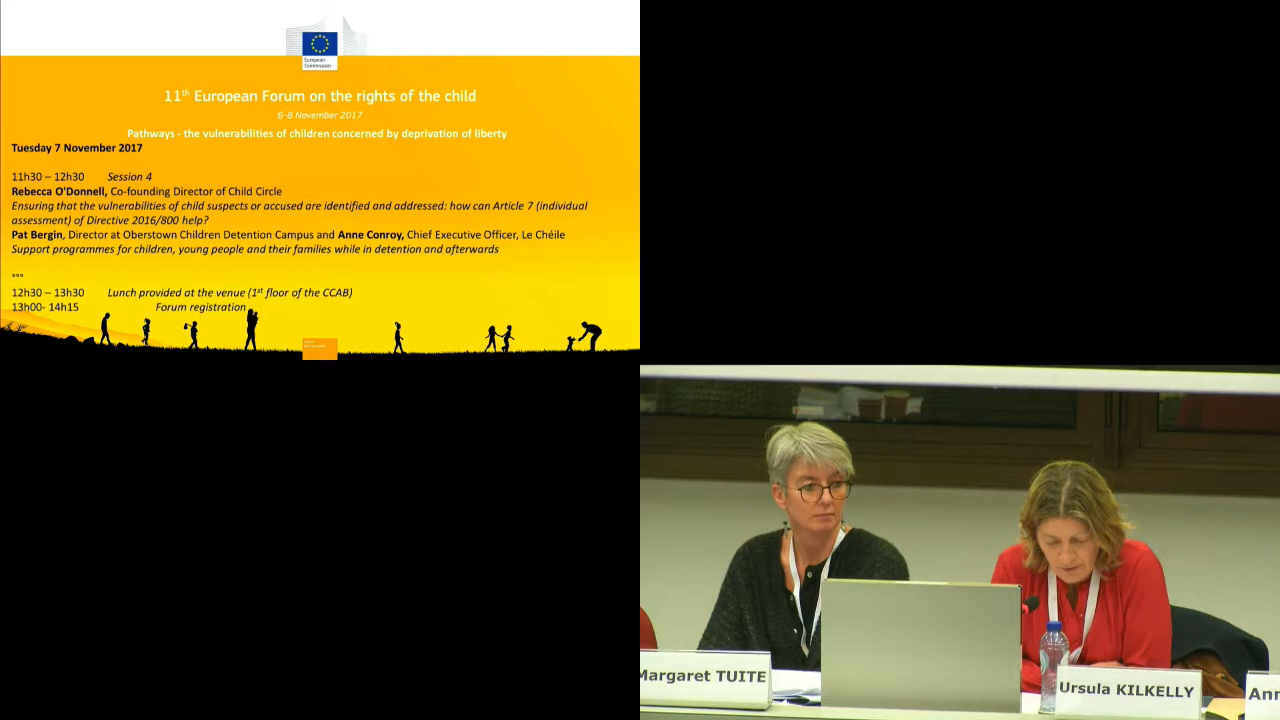 European
Commission
11th European Forum on the rights of the child
6-8 November 2017
Pathways - the vulnerabilities of children concerned by deprivation of liberty
Tuesday 7 November 2017
11h30 – 12h30 Session 4
Rebecca O'Donnell, Co-founding Director of Child Circle
Ensuring that the vulnerabilities of child suspects or accused are identified and addressed: how can Article 7 (individual
assessment) of Directive 2016/800 help?
Pat Bergin, Director at Oberstown Children Detention Campus and Anne Conroy, Chief Executive Officer, Le Chéile
Support programmes for children, young people and their families while in detention and afterwards
°°°
12h30 – 13h30 Lunch provided at the venue (1st floor of the CCAB)
13h00- 14h15 Forum registration
Margaret TUITE
Ursula KILKELLY